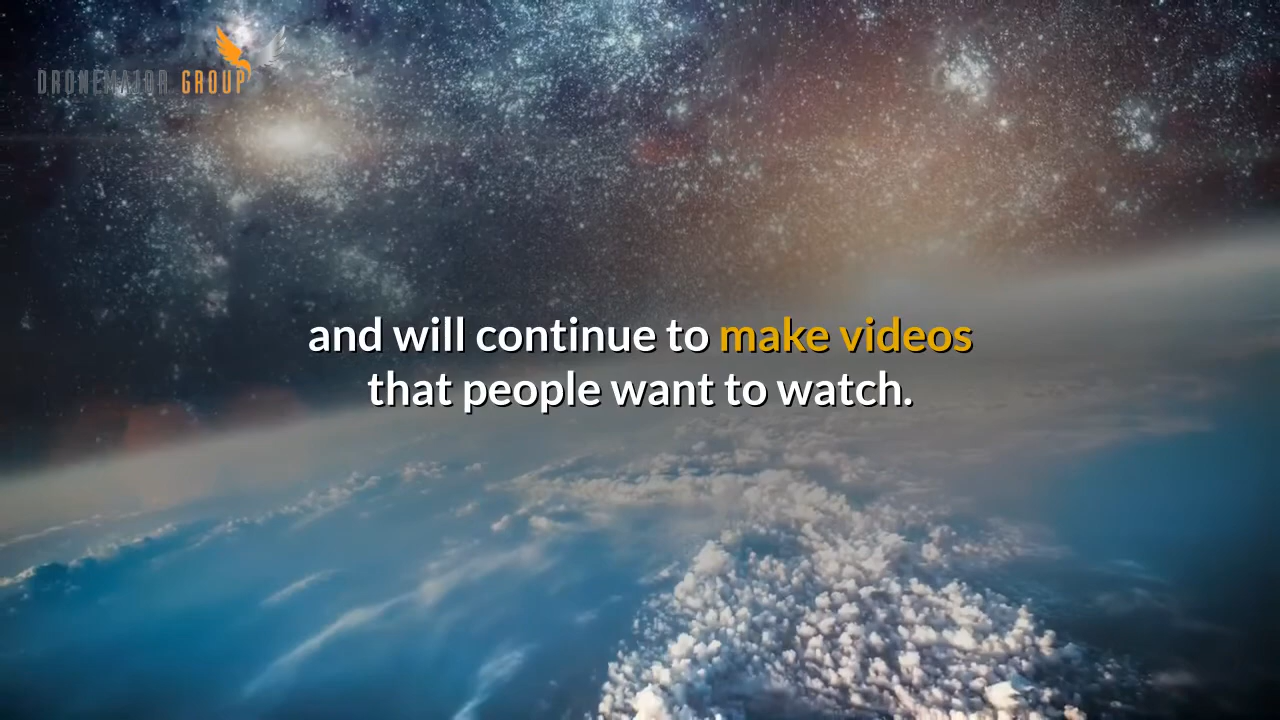 DRONEMAJOR GROUP
and will continue to make videos
that people want to watch.